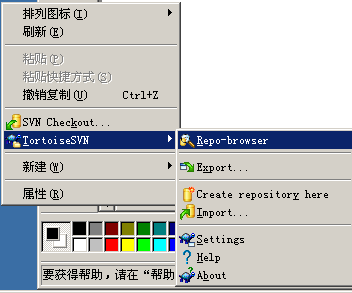 排列图标(I)
刷新(E)
粘贴(P)
粘贴快捷方式(S)
撤销复制(U) Ctrl+Z
SVN Checkout...
TortoiseSVN
新建(W)
属性(R)
Repo-browser
Export...
Create repository here
Import...
Settings
Help
About
要获得帮助，请在“帮助